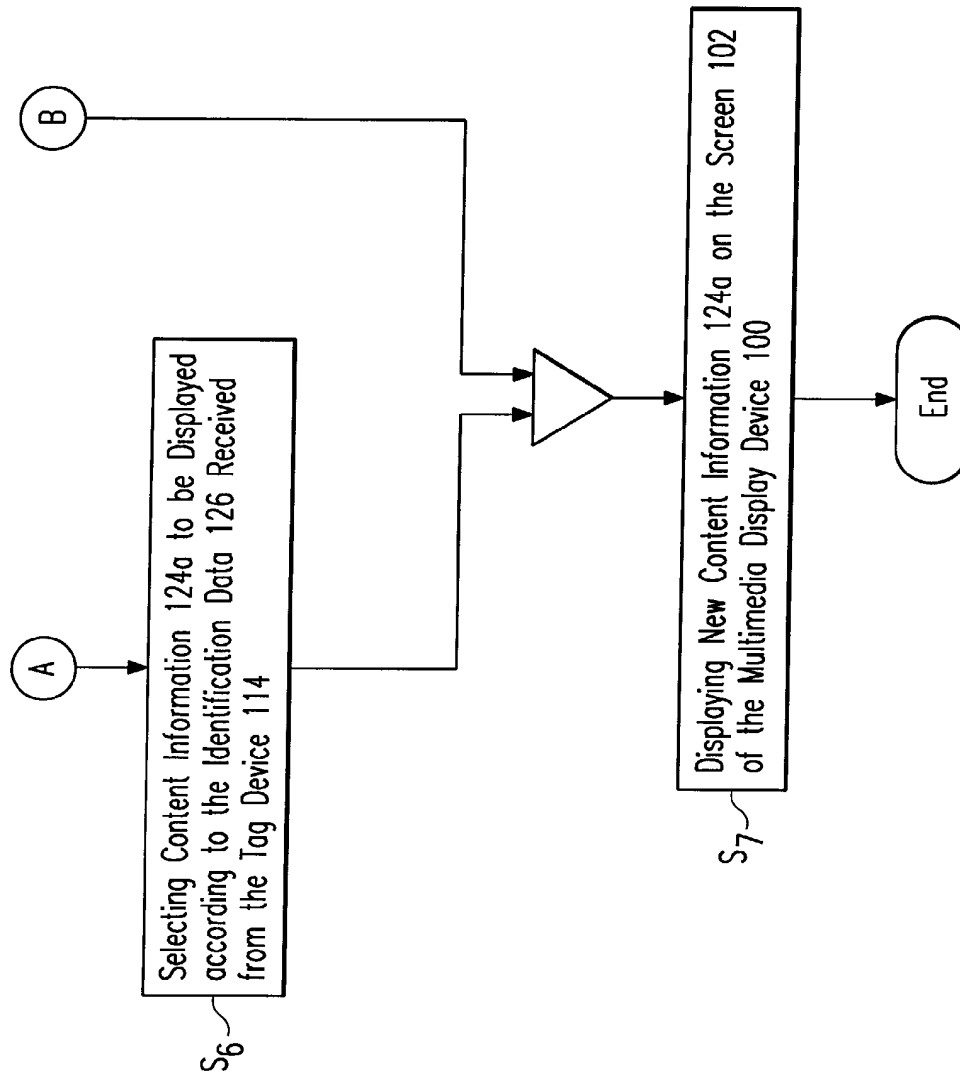 A
B
Selecting Content Information 124a to be Displayed
according to the Identification Data 126 Received
from the Tag Device 114
S6
Displaying New Content Information 124a on the Screen 102
of the Multimedia Display Device 100
S7
End